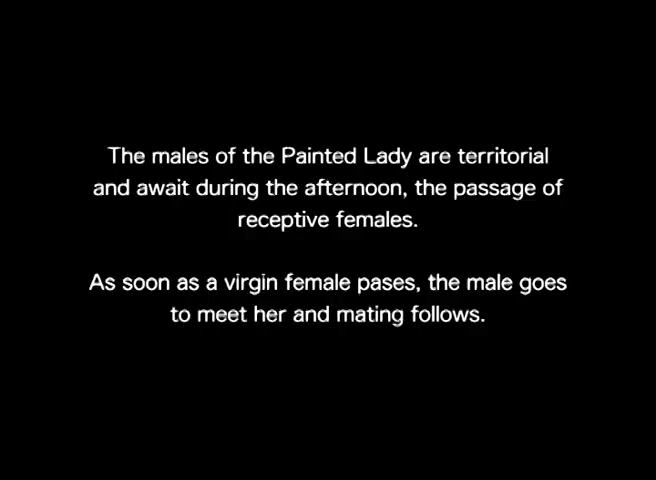 The males of the Painted Lady are territorial
and await during the afternoon, the passage of
receptive females.
As soon as a virgin female pases, the male goes
to meet her and mating follows.